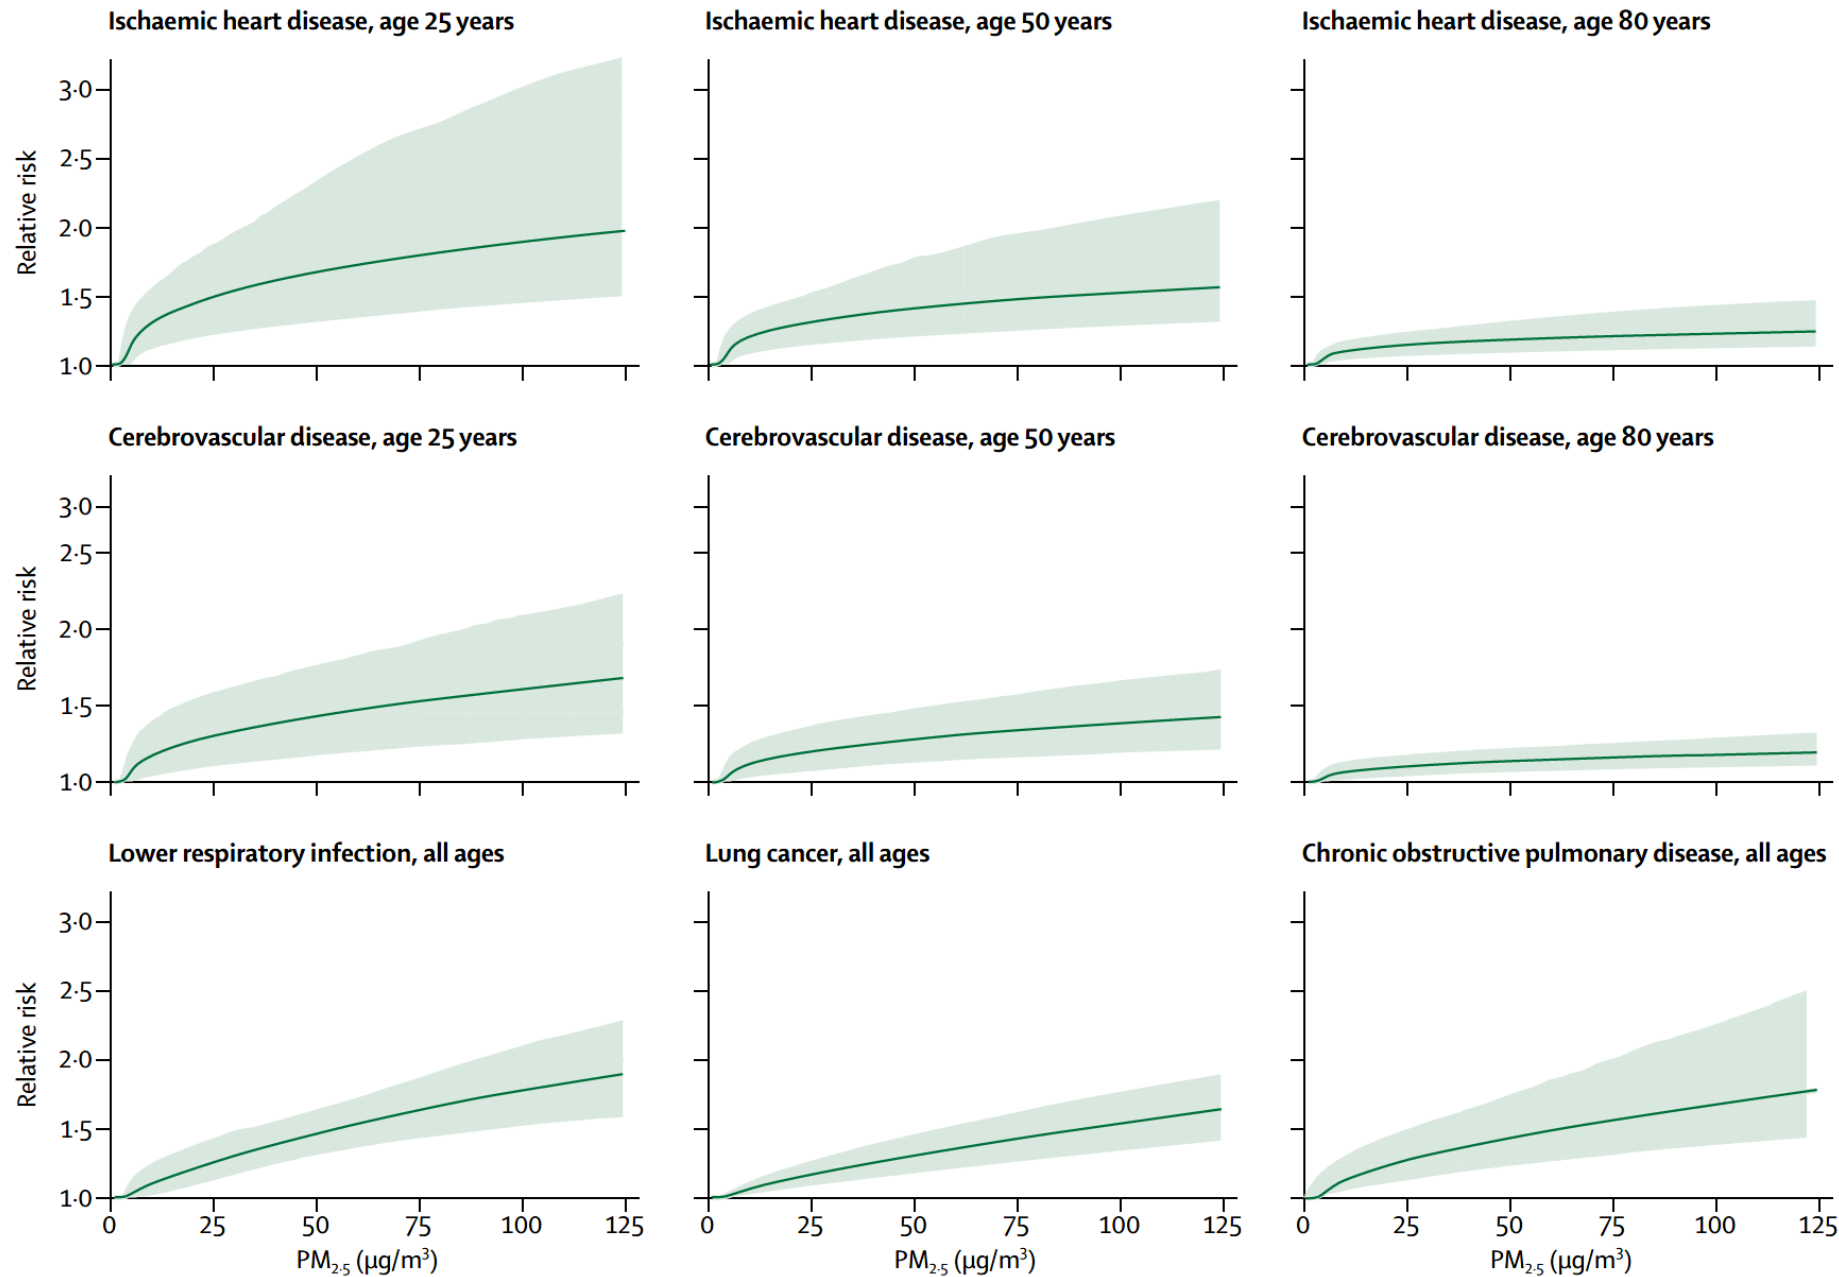 Ischaemic heart disease, age 25 years
Ischaemic heart disease, age 50 years
Ischaemic heart disease, age 80 years
3·0
2·5
2·0
1·5
1·0
Relative risk
Cerebrovascular disease, age 25 years
Cerebrovascular disease, age 50 years
Cerebrovascular disease, age 80 years
3·0
2·5
2·0
1·5
1·0
Relative risk
Lower respiratory infection, all ages
Lung cancer, all ages
Chronic obstructive pulmonary disease, all ages
3·0
2·5
2·0
1·5
1·0
Relative risk
0 25 50 75 100 125
0 25 50 75 100 125
0 25 50 75 100 125
PM2·5 (µg/m³)
PM2·5 (µg/m³)
PM2·5 (µg/m³)